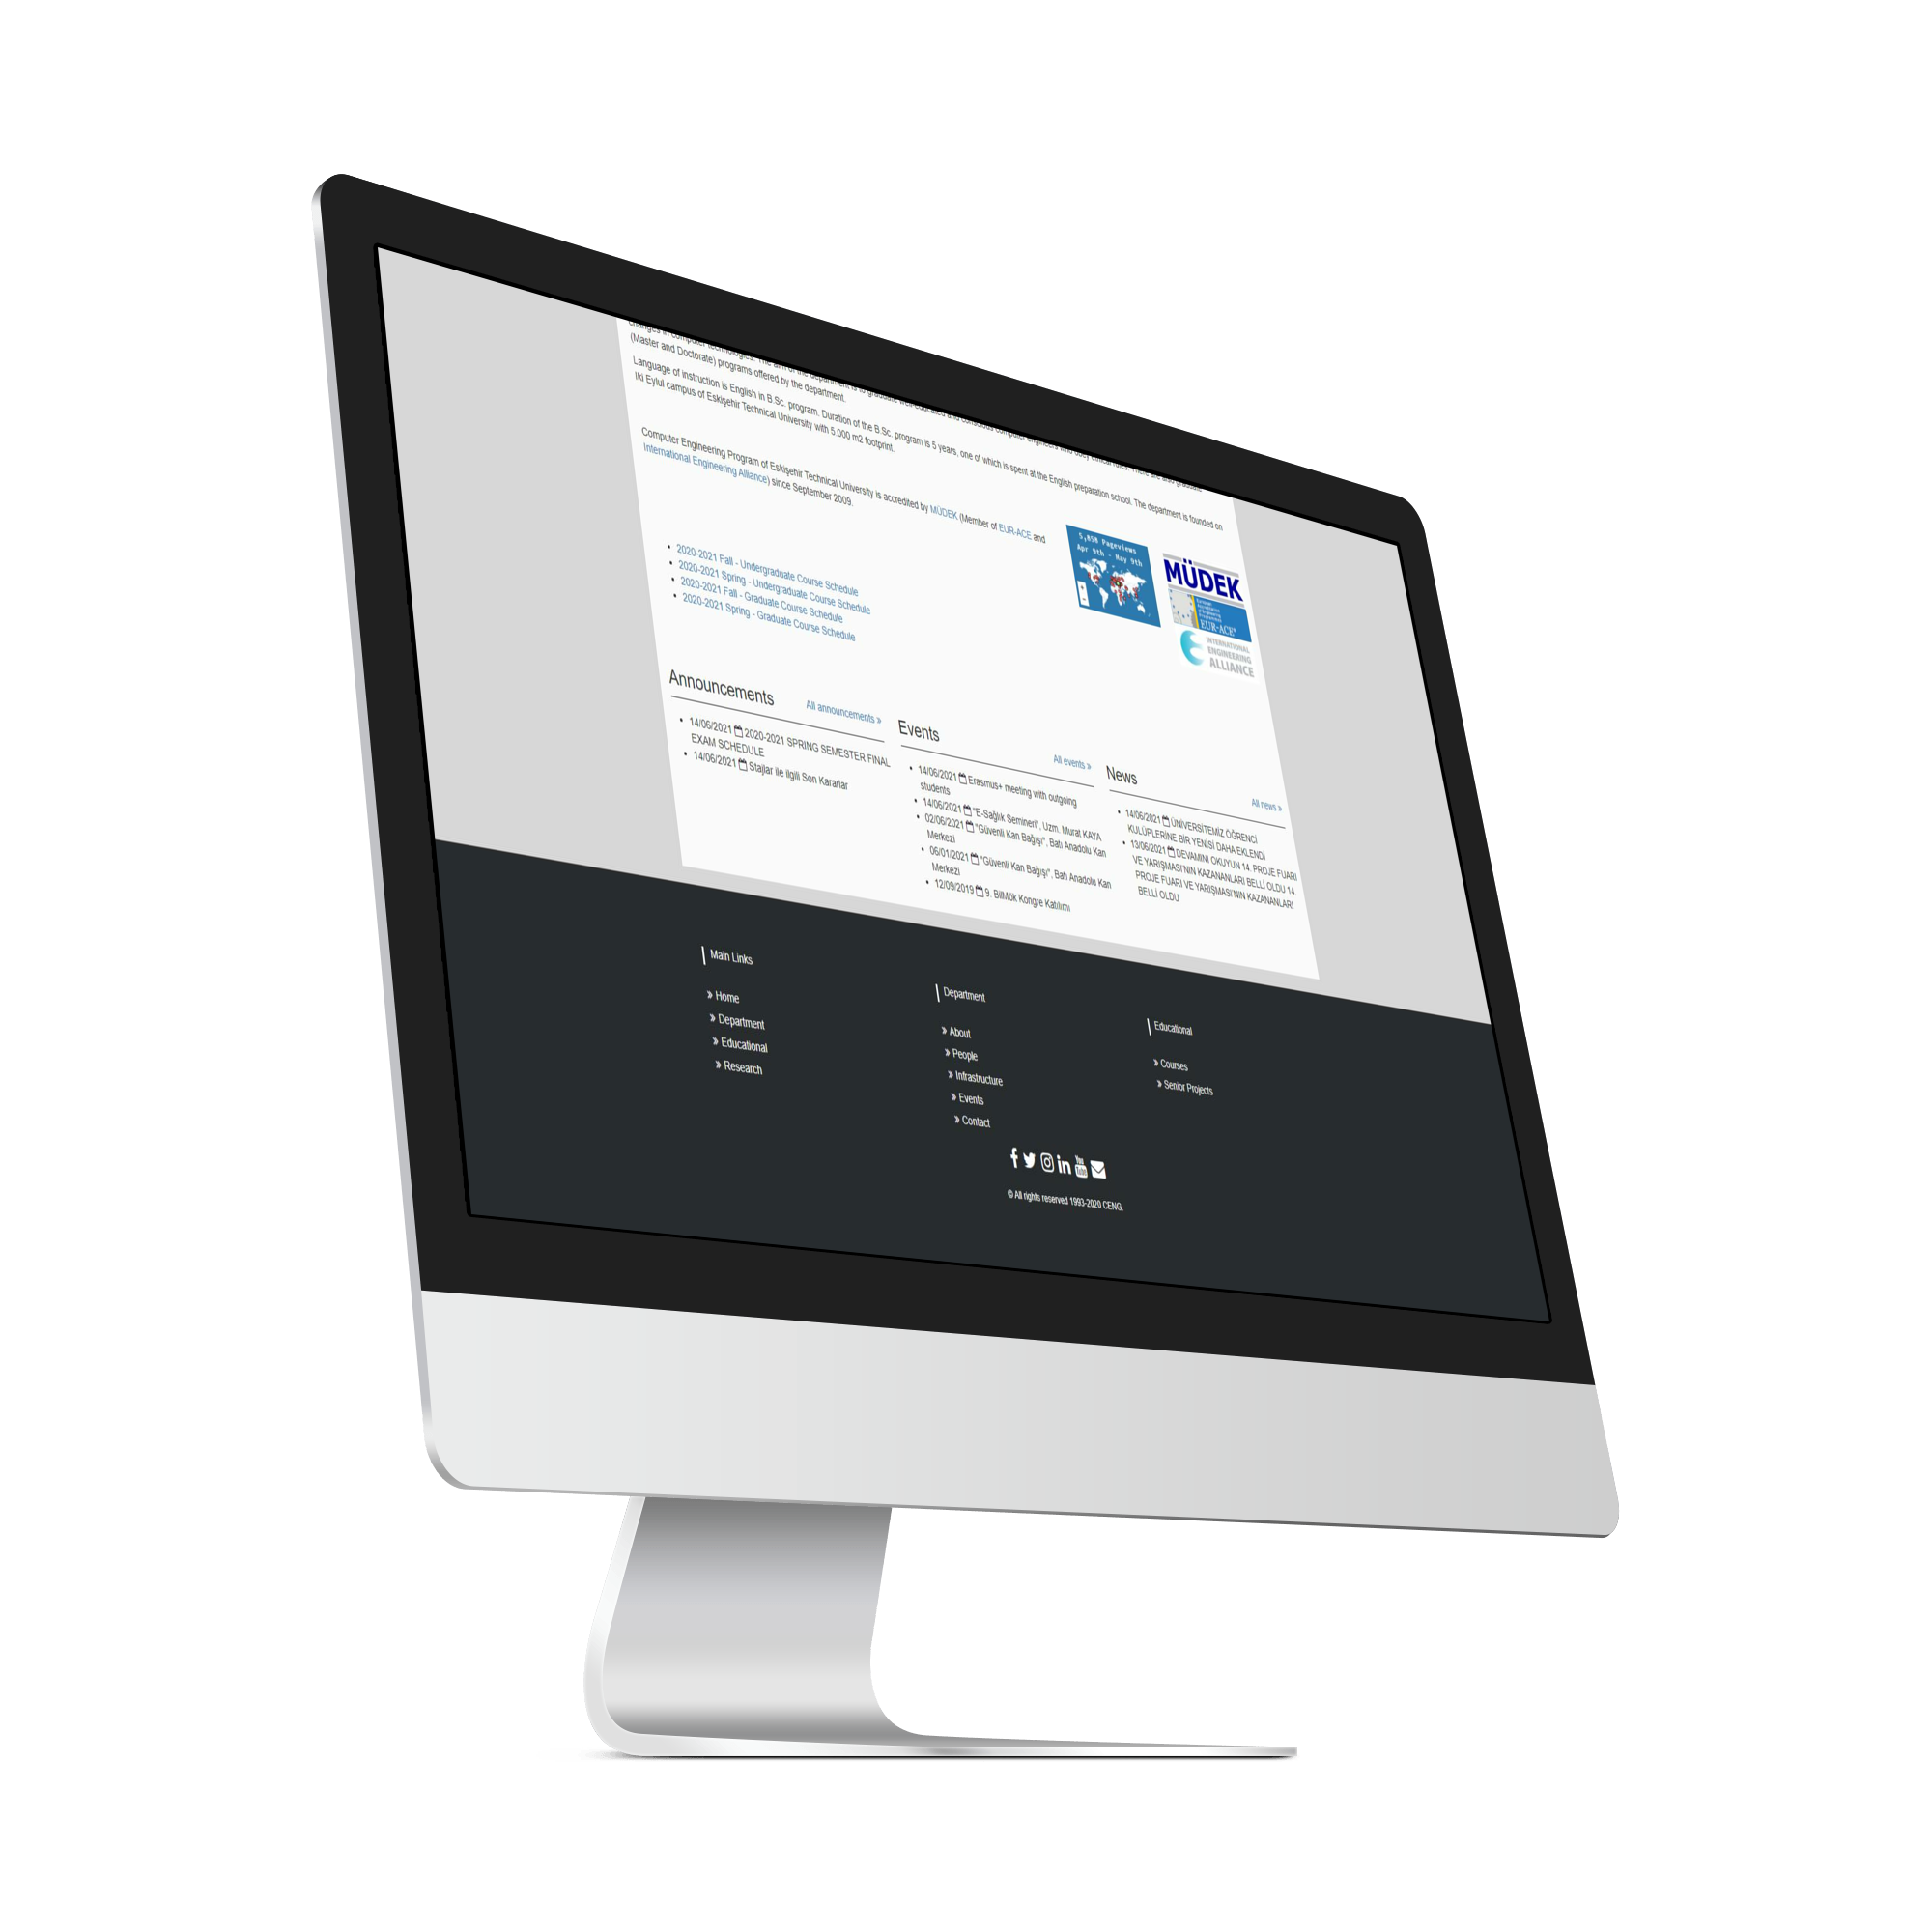 (Master and Doctorate) programs offered by the department.
Language of instruction is English in B.Sc. program. Duration of the B.Sc. program is 5 years, one of which is spent at the English preparation school. The department is founded on
Iki Eylul campus of Eskişehir Technical University with 5.000 m2 footprint.
Computer Engineering Program of Eskişehir Technical University is accredited by MÜDEK (Member of EUR-ACE and
International Engineering Alliance) since September 2009.
5,858 Pageviews
Apr 9th - May 9th
MÜDEK
EUR-ACE®
INTERNATIONAL
ENGINEERING
ALLIANCE
2020-2021 Fall - Undergraduate Course Schedule
2020-2021 Spring - Undergraduate Course Schedule
2020-2021 Fall - Graduate Course Schedule
2020-2021 Spring - Graduate Course Schedule
Announcements
All announcements »
14/06/2021 2020-2021 SPRING SEMESTER FINAL
EXAM SCHEDULE
14/06/2021 Stajlar ile ilgili Son Kararlar
Events
All events »
14/06/2021 Erasmus+ meeting with outgoing
students
14/06/2021 "E-Sağlık Semineri", Uzm. Murat KAYA
02/06/2021 "Güvenli Kan Bağışı", Batı Anadolu Kan
Merkezi
06/01/2021 "Güvenli Kan Bağışı", Batı Anadolu Kan
Merkezi
12/09/2019 9. BilMök Kongre Katılımı
News
All news »
14/06/2021 ÜNİVERSİTEMİZ ÖĞRENCİ
KULÜPLERİNE BİR YENİSİ DAHA EKLENDİ
13/06/2021 DEVAMINI OKUYUN 14. PROJE FUARI
VE YARIŞMASI'NIN KAZANANLARI BELLİ OLDU 14.
PROJE FUARI VE YARIŞMASI'NIN KAZANANLARI
BELLİ OLDU
Main Links
» Home
» Department
» Educational
» Research
Department
» About
» People
» Infrastructure
» Events
» Contact
Educational
» Courses
» Senior Projects
© All rights reserved 1993-2020 CENG.